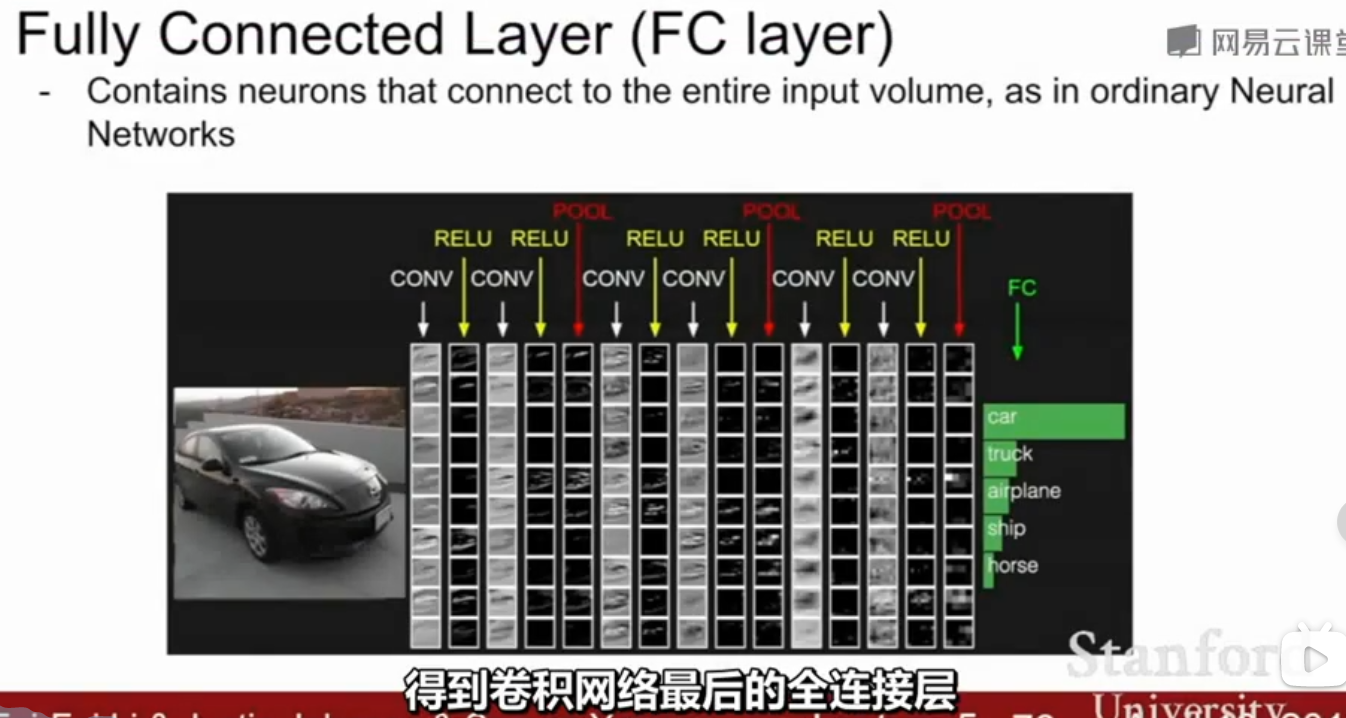 Fully Connected Layer (FC layer)
网易云课堂
- Contains neurons that connect to the entire input volume, as in ordinary Neural
Networks
POOL POOL POOL
RELU RELU RELU RELU RELU RELU
CONV CONV CONV CONV CONV CONV
FC
car
truck
airplane
ship
horse
Stanford
University
得到卷积网络最后的全连接层